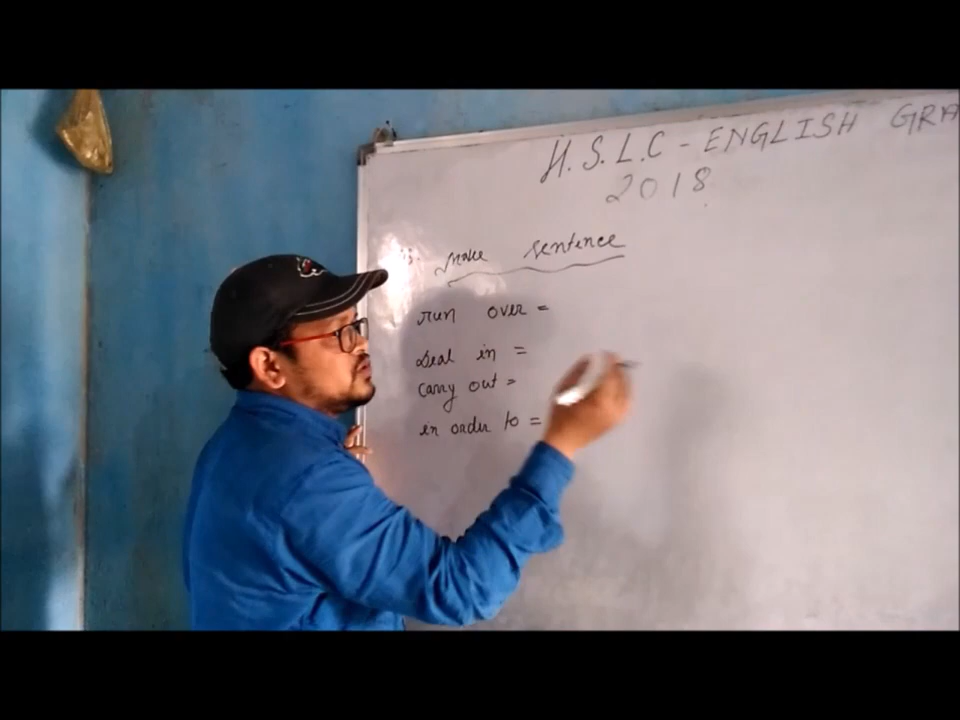 H.S.L.C - ENGLISH GRA
2018
make sentence
run over =
Deal in =
carry out =
in order to =